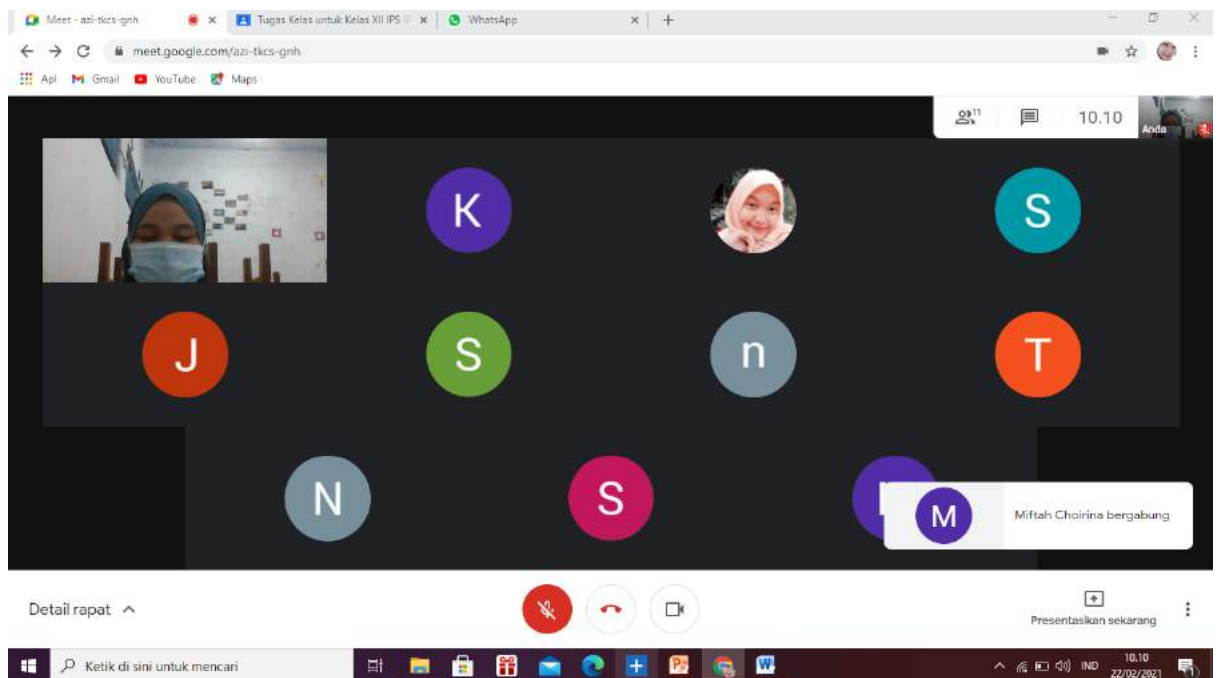 Meet - azi-tkcs-gnh
Tugas Kelas untuk Kelas XII IPS
WhatsApp
meet.google.com/azi-tkcs-gnh
Apl
Gmail
YouTube
Maps
11
10.10
Anda
K
S
J
S
n
T
N
S
M
Miftah Choirina bergabung
Detail rapat
Presentasikan sekarang
Ketik di sini untuk mencari
IND
10.10
22/02/2021